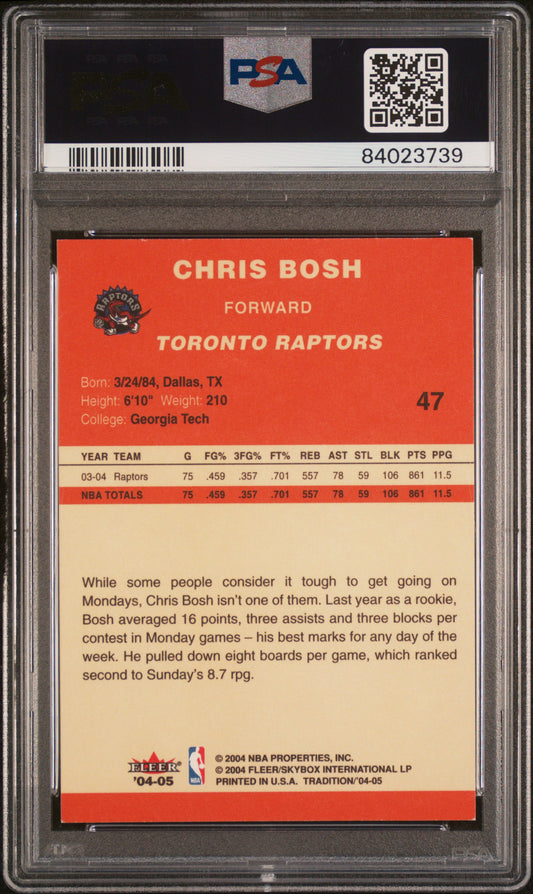 PSA
PSA
84023739
CHRIS BOSH
RAPTORS
FORWARD
TORONTO RAPTORS
Born: 3/24/84, Dallas, TX
Height: 6'10" Weight: 210
47
College: Georgia Tech
YEAR TEAM G FG% 3FG% FT% REB AST STL BLK PTS PPG
03-04 Raptors 75 .459 .357 .701 557 78 59 106 861 11.5
NBA TOTALS 75 .459 .357 .701 557 78 59 106 861 11.5
While some people consider it tough to get going on
Mondays, Chris Bosh isn't one of them. Last year as a rookie,
Bosh averaged 16 points, three assists and three blocks per
contest in Monday games – his best marks for any day of the
week. He pulled down eight boards per game, which ranked
second to Sunday's 8.7 rpg.
FLEER
'04-05
NBA
© 2004 NBA PROPERTIES, INC.
© 2004 FLEER/SKYBOX INTERNATIONAL LP
PRINTED IN U.S.A. TRADITION/'04-05
PSA